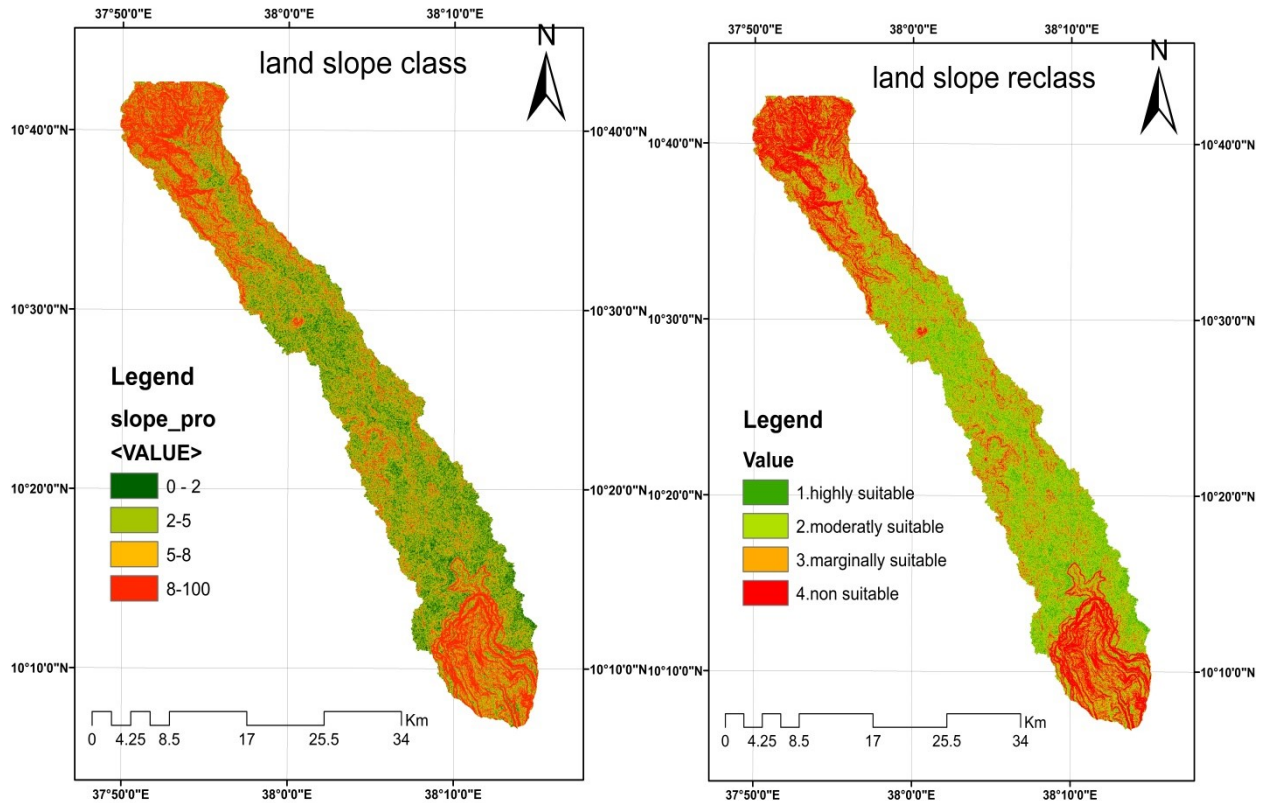 37°50'0"E 38°0'0"E 38°10'0"E
land slope class
N
10°40'0"N 10°40'0"N
10°30'0"N 10°30'0"N
10°20'0"N 10°20'0"N
10°10'0"N 10°10'0"N
Legend
slope_pro
<VALUE>
0 - 2
2-5
5-8
8-100
Km
0 4.25 8.5 17 25.5 34
37°50'0"E 38°0'0"E 38°10'0"E
37°50'0"E 38°0'0"E 38°10'0"E
land slope reclass
N
10°40'0"N 10°40'0"N
10°30'0"N 10°30'0"N
10°20'0"N 10°20'0"N
10°10'0"N 10°10'0"N
Legend
Value
1.highly suitable
2.moderatly suitable
3.marginally suitable
4.non suitable
Km
0 4.25 8.5 17 25.5 34
37°50'0"E 38°0'0"E 38°10'0"E